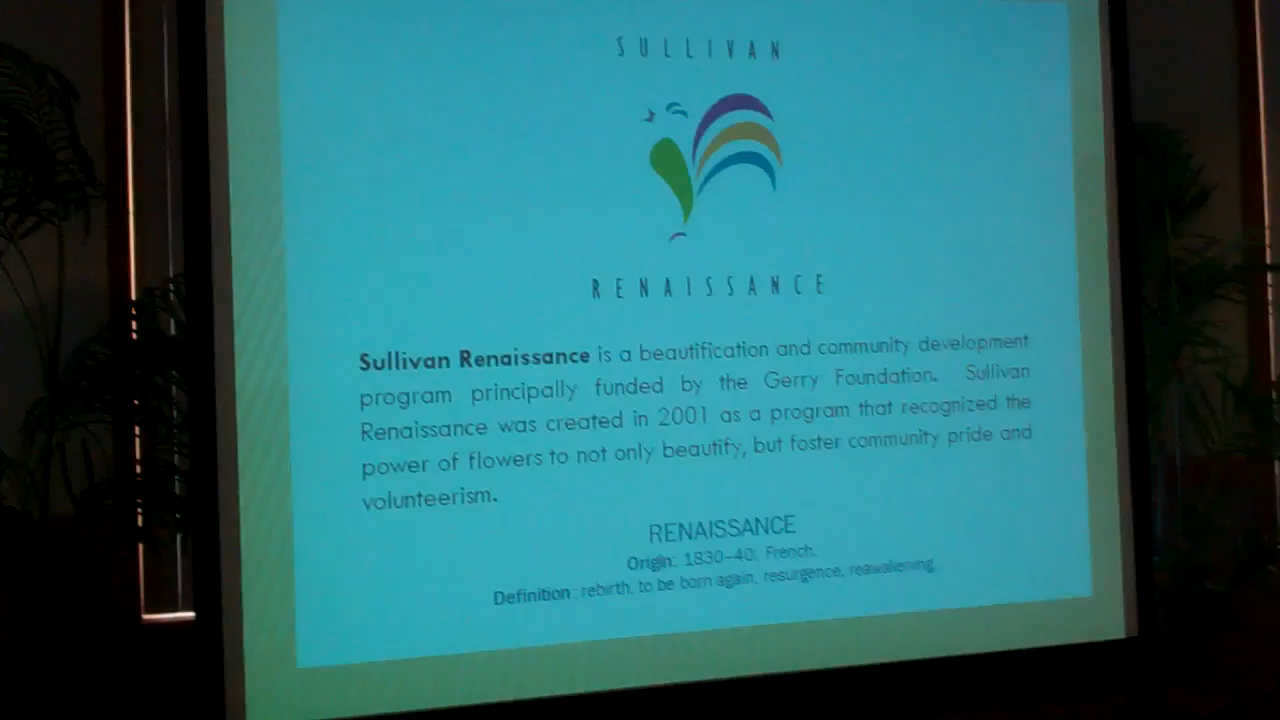 SULLIVAN
RENAISSANCE
Sullivan Renaissance is a beautification and community development
program principally funded by the Gerry Foundation. Sullivan
Renaissance was created in 2001 as a program that recognized the
power of flowers to not only beautify, but foster community pride and
volunteerism.
RENAISSANCE
Origin: 1830-40; French.
Definition: rebirth, to be born again, resurgence, reawakening.